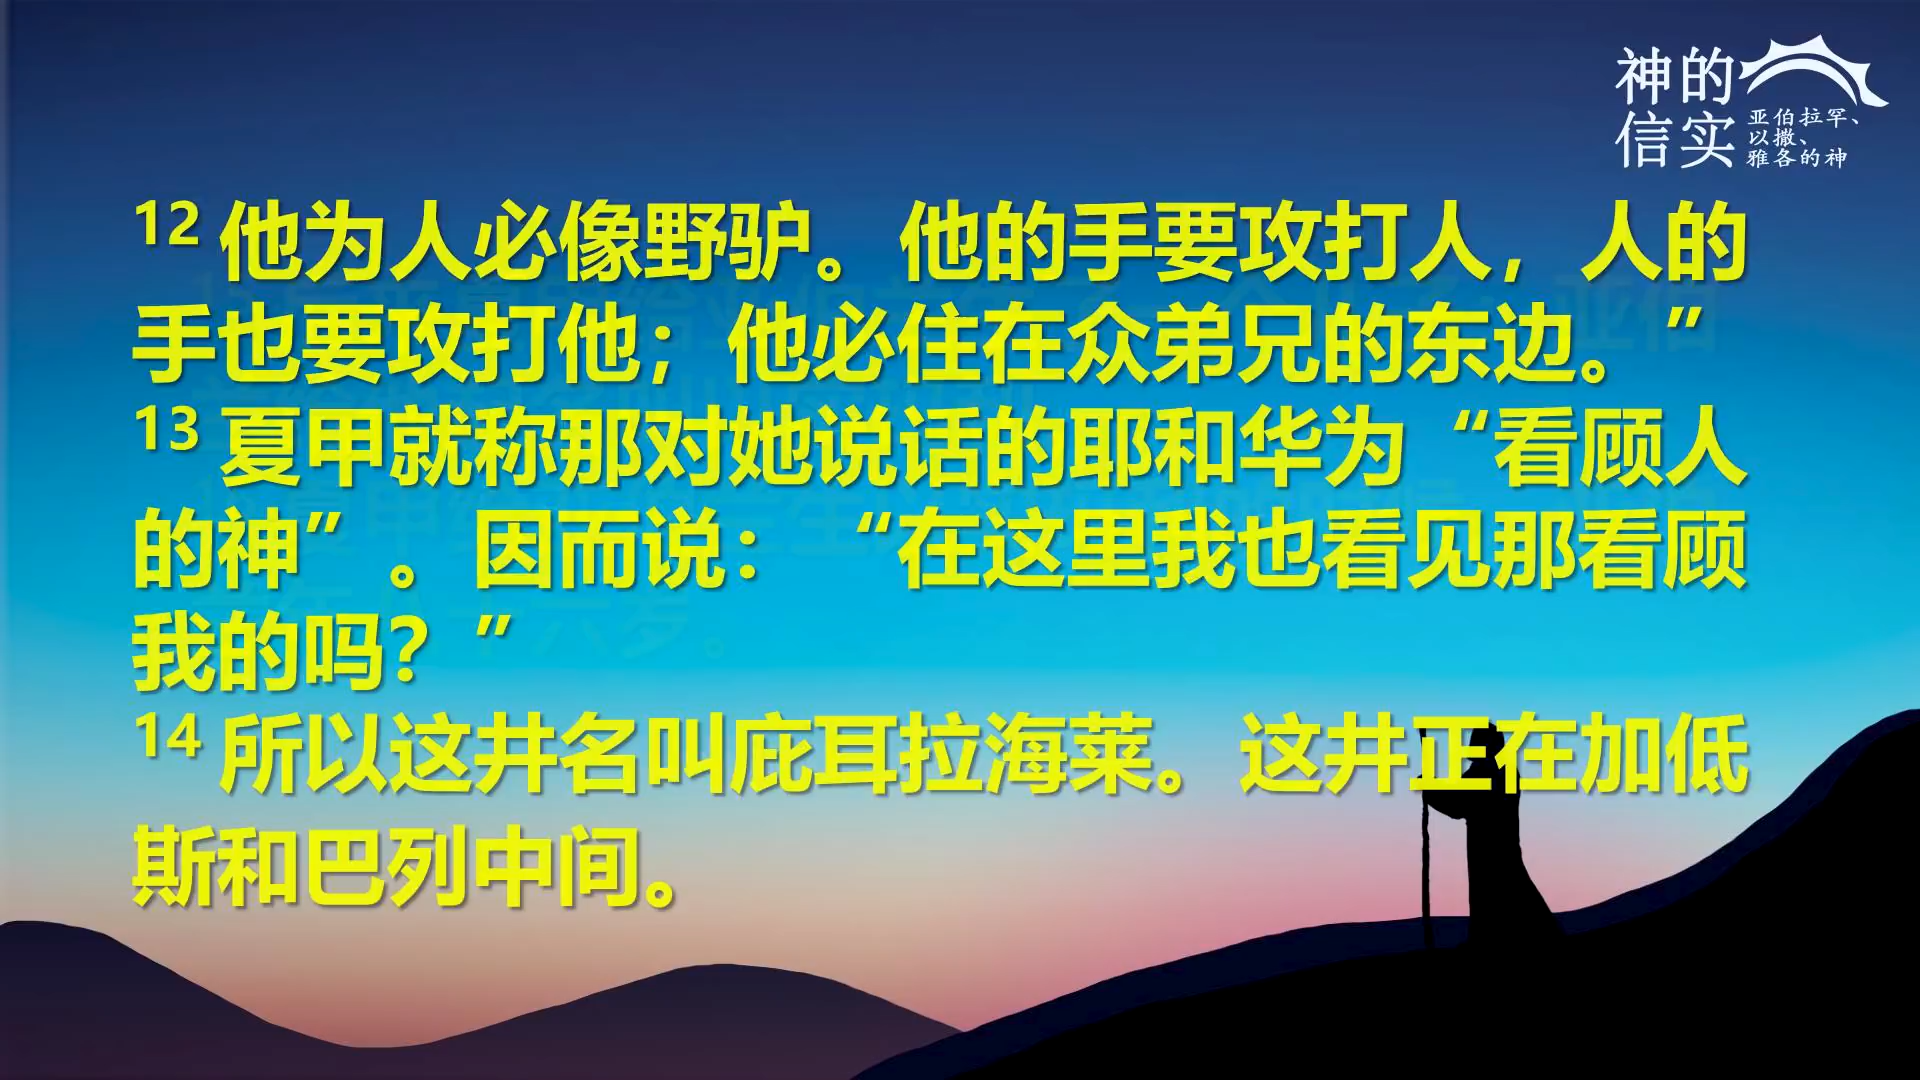 神的
信实
亚伯拉罕、
以撒、
雅各的神
12 他为人必像野驴。他的手要攻打人，人的
手也要攻打他；他必住在众弟兄的东边。”
13 夏甲就称那对她说话的耶和华为“看顾人
的神”。因而说：“在这里我也看见那看顾
我的吗？”
14 所以这井名叫庇耳拉海莱。这井正在加低
斯和巴列中间。